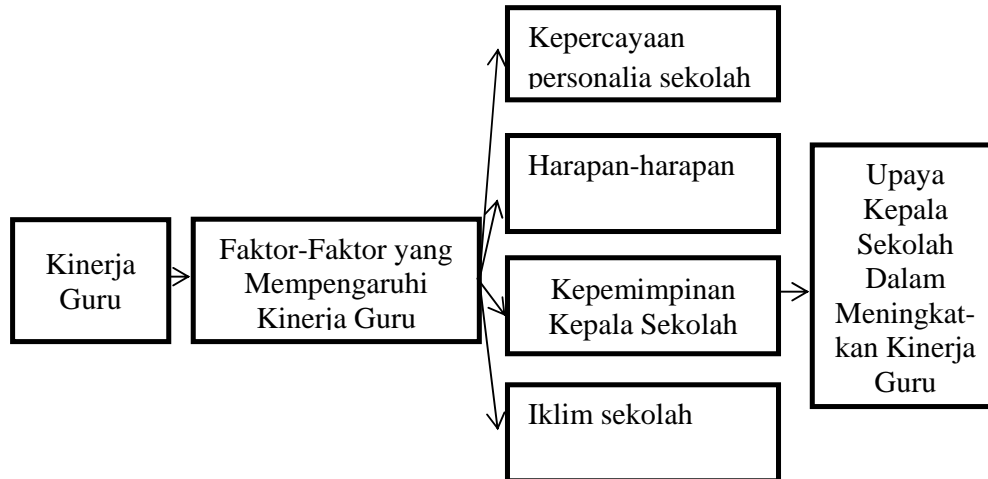 Kinerja
Guru
Faktor-Faktor yang
Mempengaruhi
Kinerja Guru
Kepercayaan
personalia sekolah
Harapan-harapan
Kepemimpinan
Kepala Sekolah
Iklim sekolah
Upaya
Kepala
Sekolah
Dalam
Meningkat-
kan Kinerja
Guru